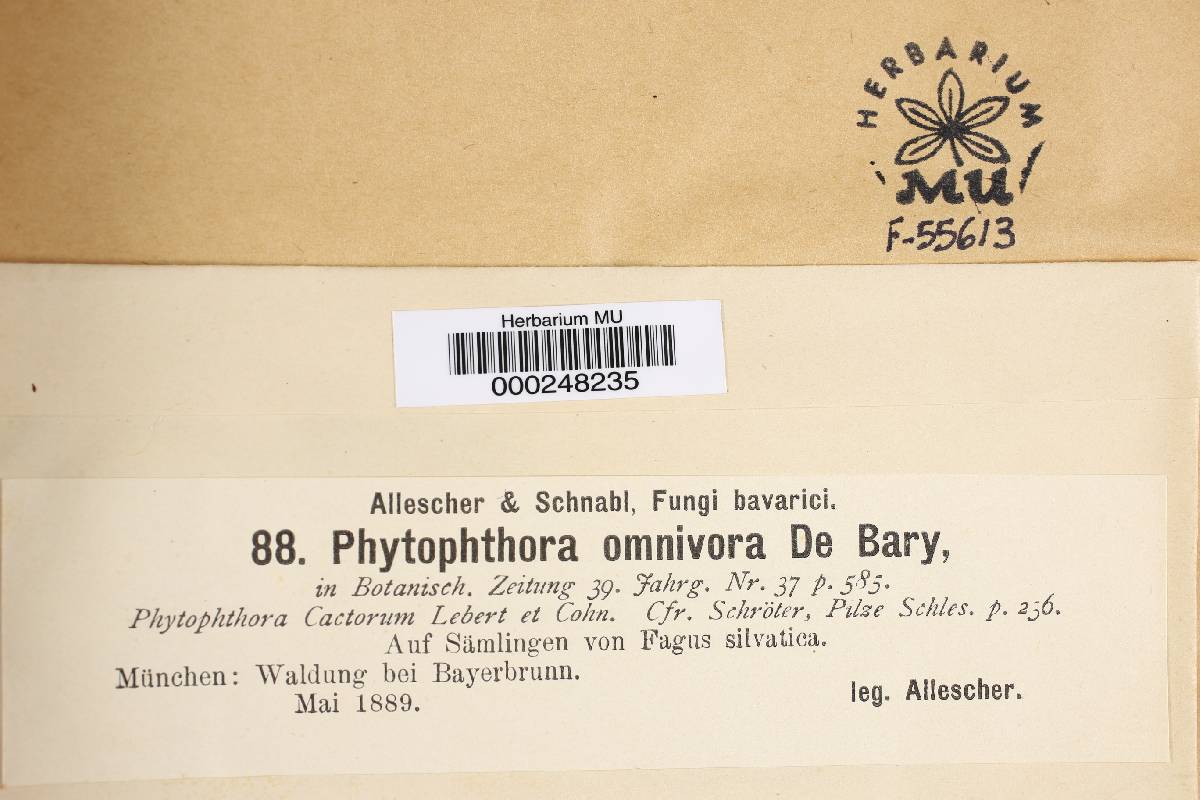 HERBARIUM
MU
F-55613
Herbarium MU
000248235
Allescher & Schnabl, Fungi bavarici.
88. Phytophthora omnivora De Bary,
in Botanisch. Zeitung 39. Jahrg. Nr. 37 p. 585.
Phytophthora Cactorum Lebert et Cohn. Cfr. Schröter, Pilze Schles. p. 236.
Auf Sämlingen von Fagus silvatica.
München: Waldung bei Bayerbrunn.
Mai 1889.
leg. Allescher.